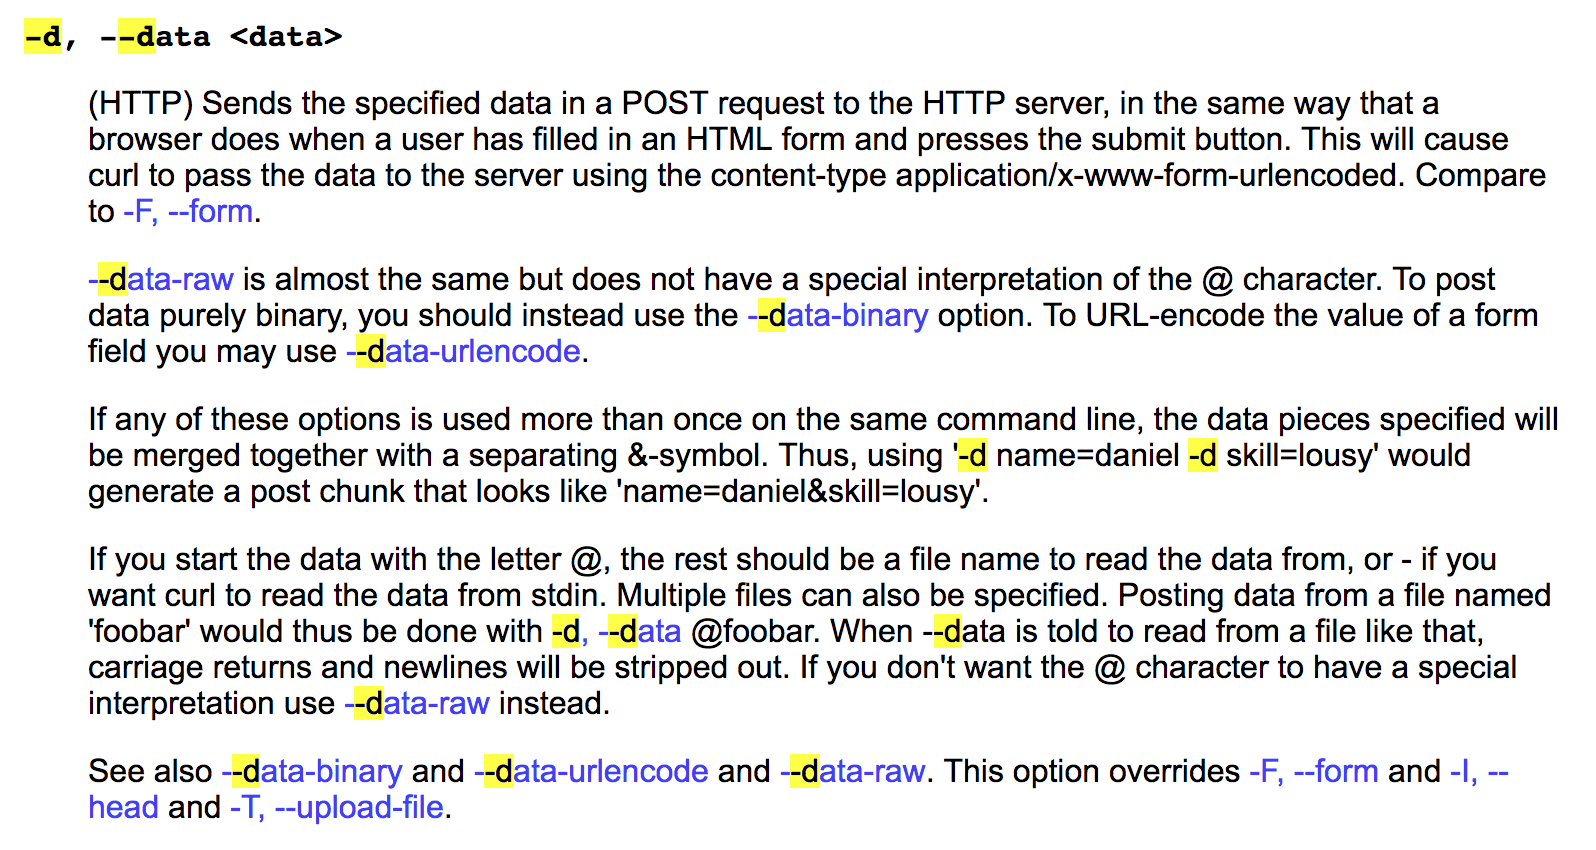 -d, --data <data>
(HTTP) Sends the specified data in a POST request to the HTTP server, in the same way that a
browser does when a user has filled in an HTML form and presses the submit button. This will cause
curl to pass the data to the server using the content-type application/x-www-form-urlencoded. Compare
to -F, --form.
--data-raw is almost the same but does not have a special interpretation of the @ character. To post
data purely binary, you should instead use the --data-binary option. To URL-encode the value of a form
field you may use --data-urlencode.
If any of these options is used more than once on the same command line, the data pieces specified will
be merged together with a separating &-symbol. Thus, using '-d name=daniel -d skill=lousy' would
generate a post chunk that looks like 'name=daniel&skill=lousy'.
If you start the data with the letter @, the rest should be a file name to read the data from, or - if you
want curl to read the data from stdin. Multiple files can also be specified. Posting data from a file named
'foobar' would thus be done with -d, --data @foobar. When --data is told to read from a file like that,
carriage returns and newlines will be stripped out. If you don't want the @ character to have a special
interpretation use --data-raw instead.
See also --data-binary and --data-urlencode and --data-raw. This option overrides -F, --form and -I, --
head and -T, --upload-file.